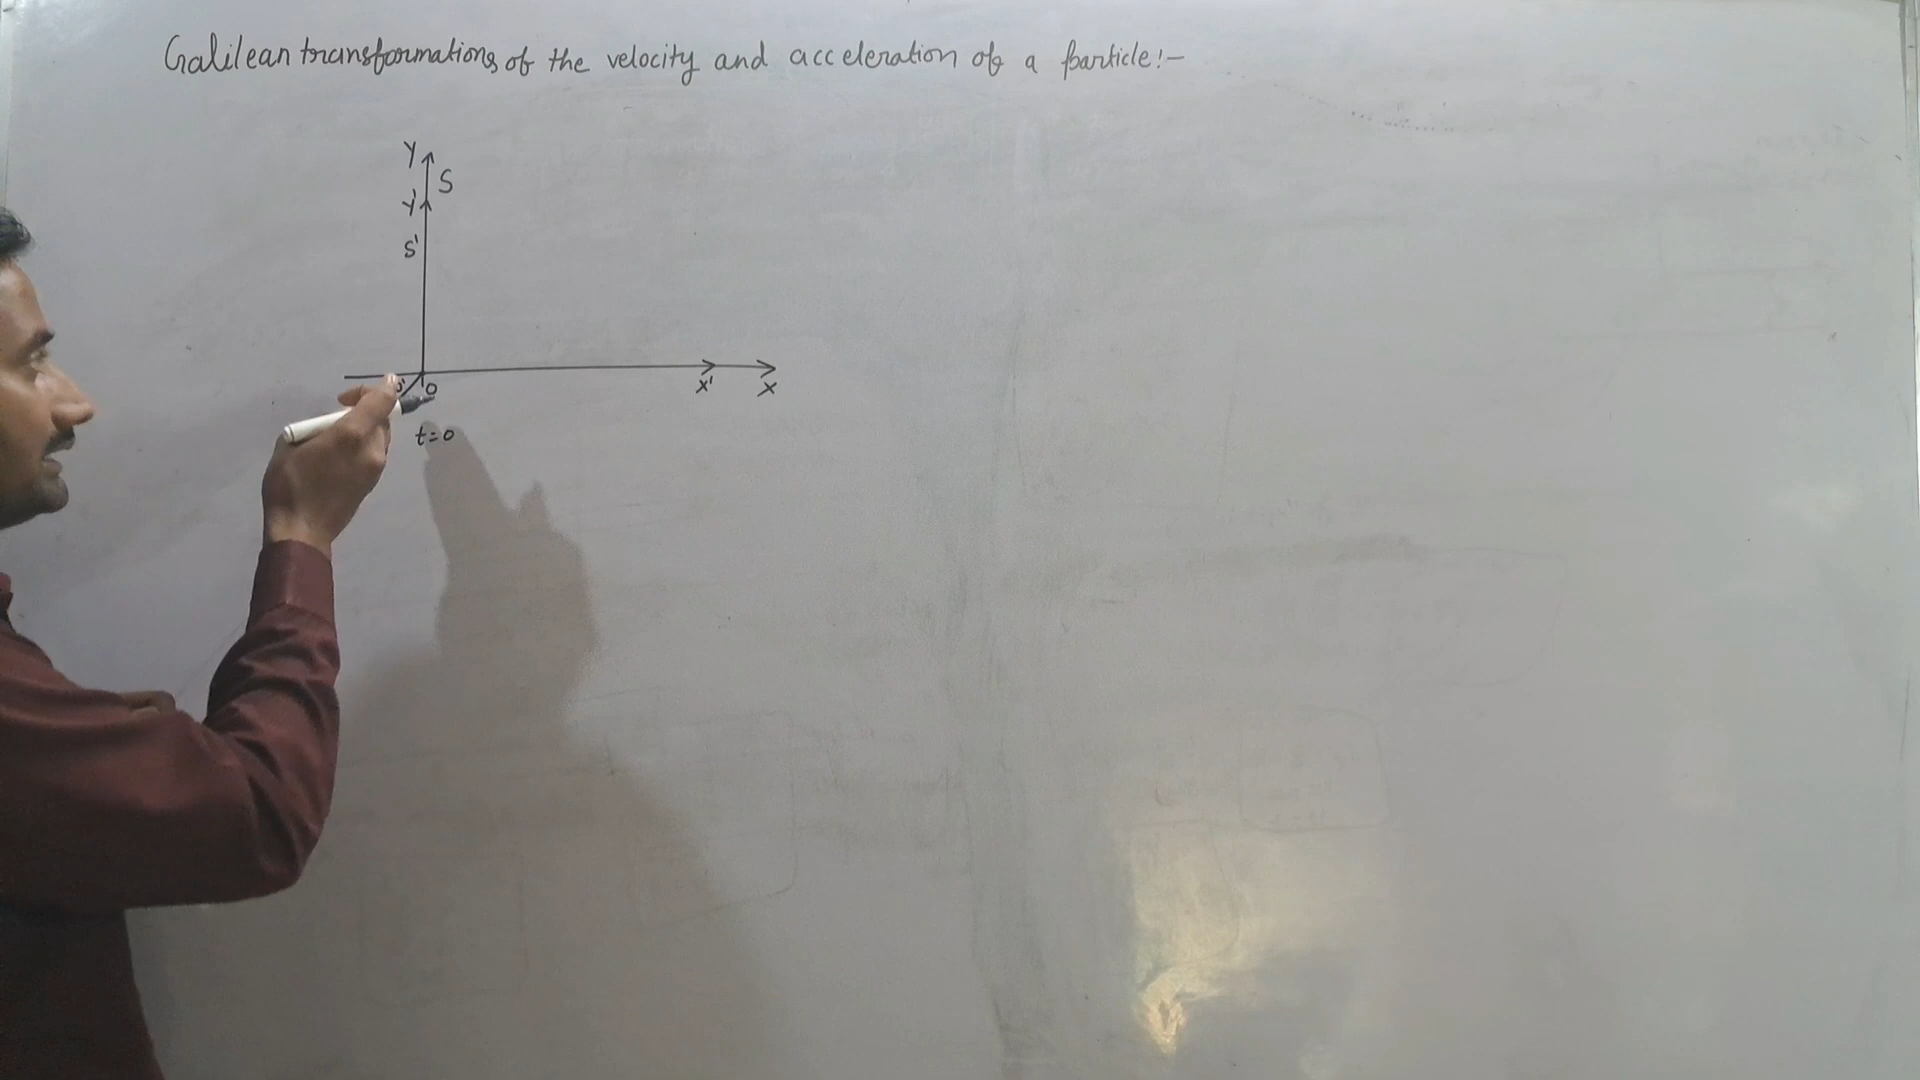 Galilean transformations of the velocity and acceleration of a particle:-
Y
S
Y'
S'
X' X
O
t=0